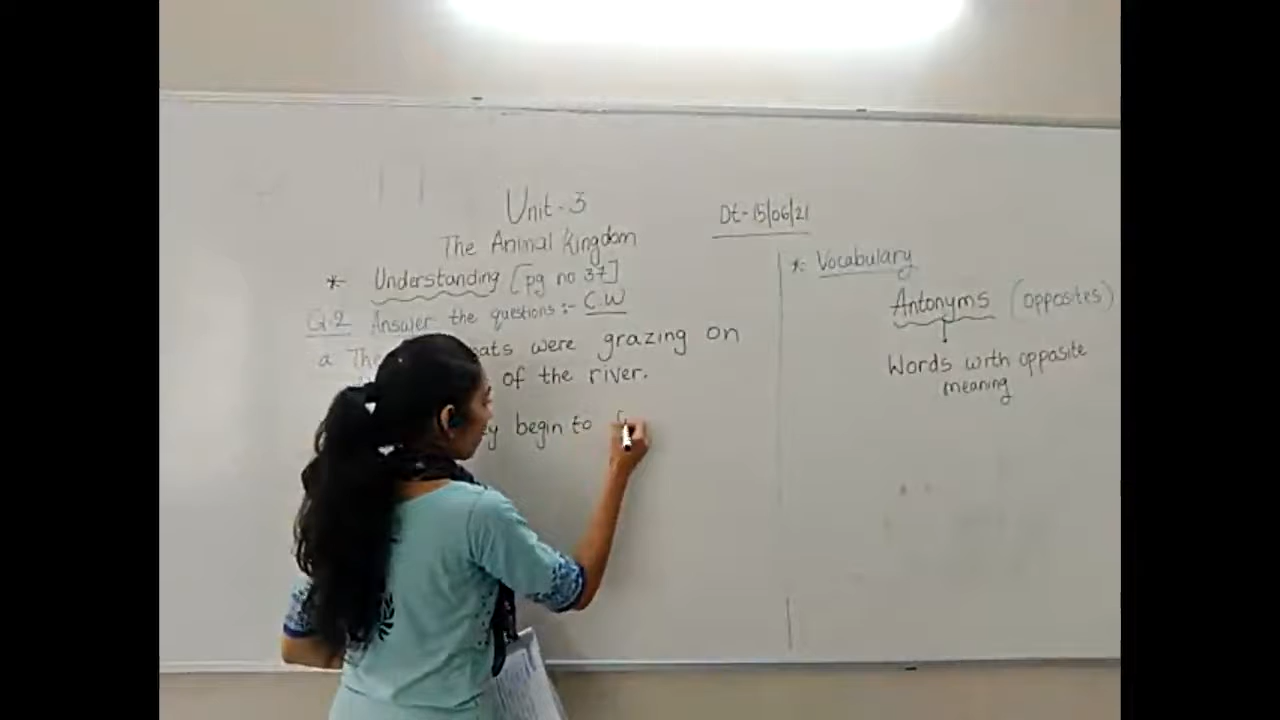 Unit - 3
Dt - 15/06/21
The Animal Kingdom
* Understanding [pg no 37]
Q.2 Answer the questions :- C.W
a The were grazing on
of the river.
begin to
* Vocabulary
Antonyms (opposites)
Words with opposite
meaning